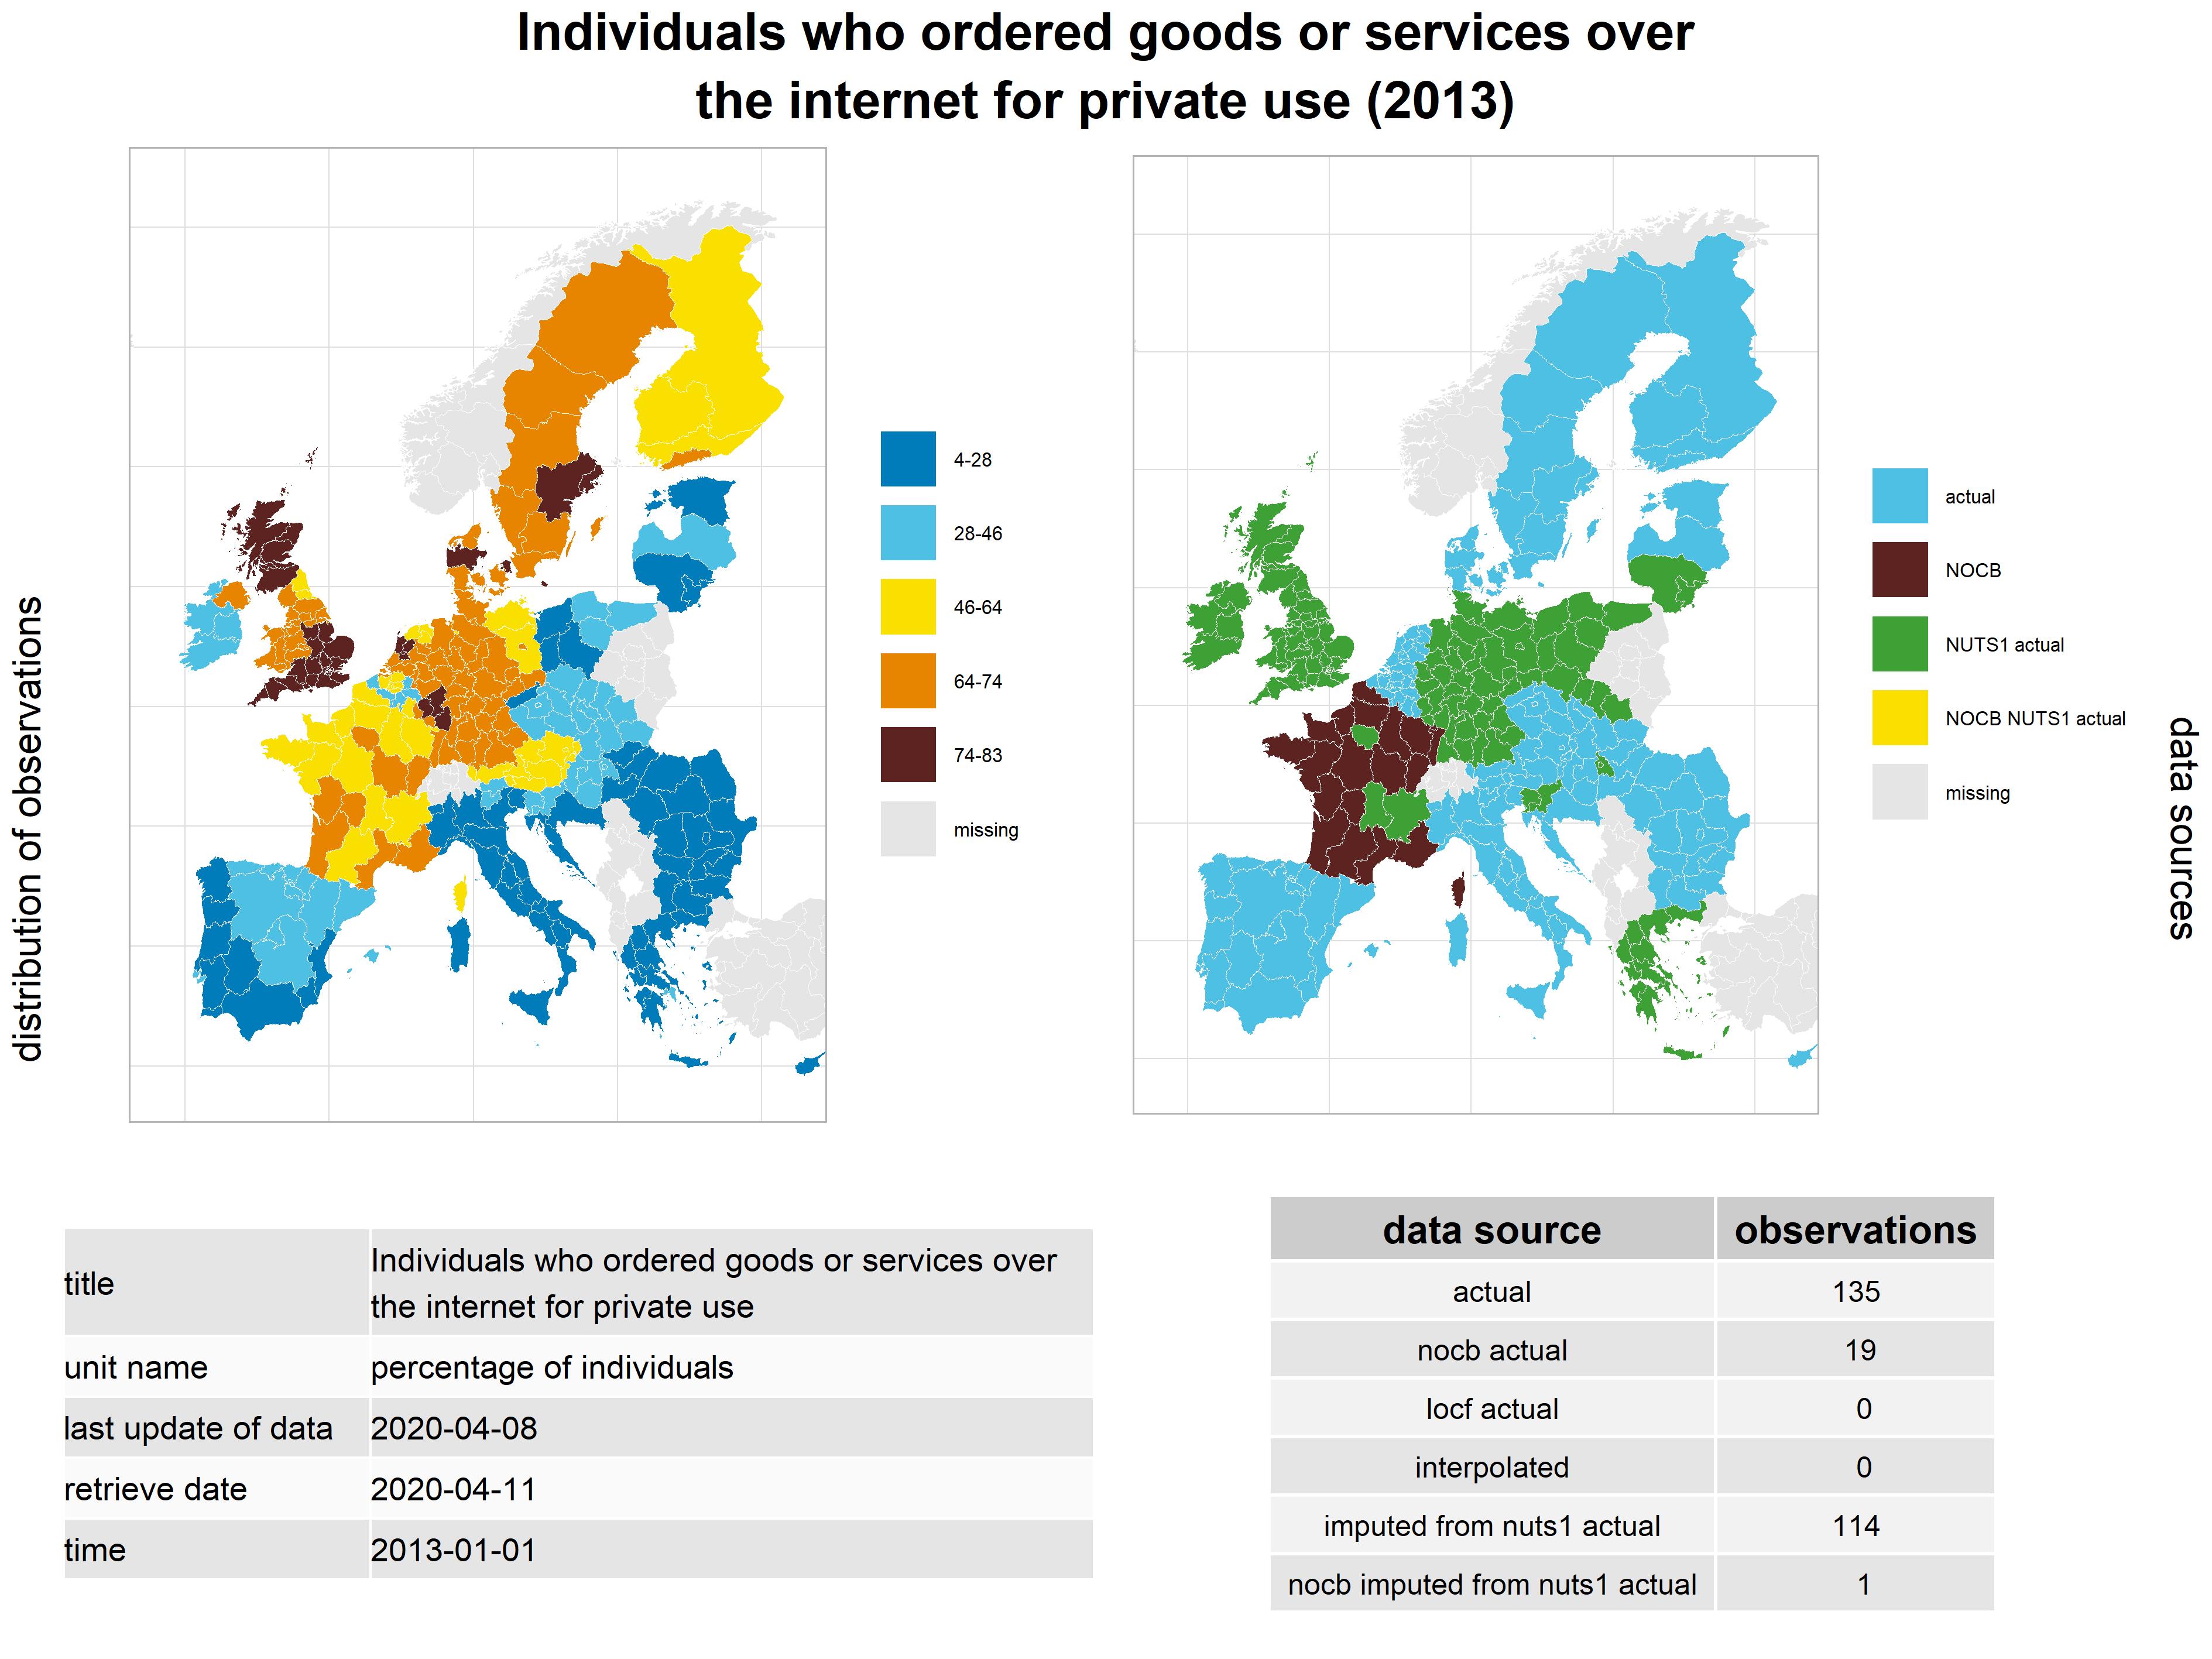 Individuals who ordered goods or services over
the internet for private use (2013)
distribution of observations
4-28
28-46
46-64
64-74
74-83
missing
actual
NOCB
NUTS1 actual
NOCB NUTS1 actual
missing
data sources
title
Individuals who ordered goods or services over
the internet for private use
unit name percentage of individuals
last update of data 2020-04-08
retrieve date 2020-04-11
time 2013-01-01
data source observations
actual 135
nocb actual 19
locf actual 0
interpolated 0
imputed from nuts1 actual 114
nocb imputed from nuts1 actual 1